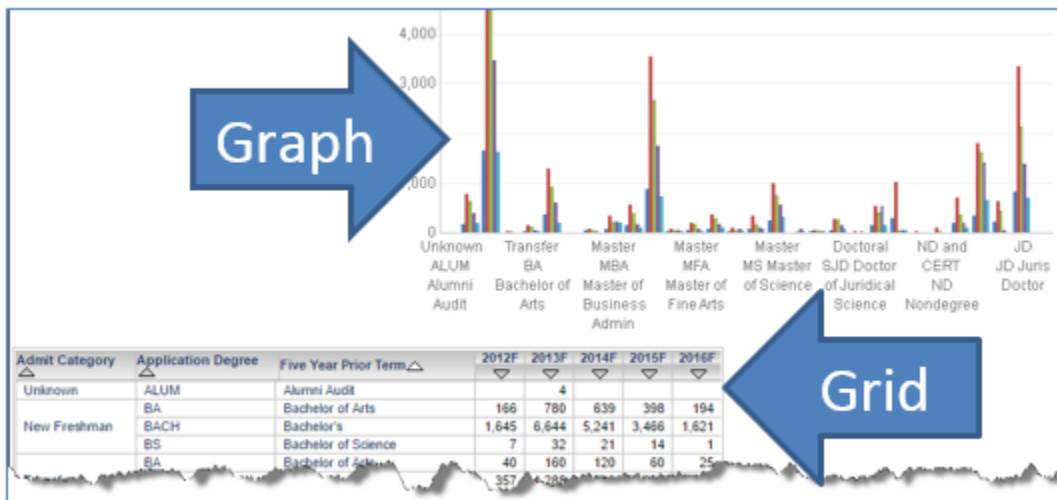 4,000
3,000
,000
0
Graph
Unknown Transfer Master Master Master Doctoral ND and JD
ALUM BA MBA MFA MS Master SJD Doctor CERT JD Juris
Alumni Bachelor of Master of Master of of Science of Juridical ND Doctor
Audit Arts Business Fine Arts Science Nondegree
Admin
Grid
Admit Category Application Degree Five Year Prior Term 2012F 2013F 2014F 2015F 2016F
Unknown ALUM Alumni Audit 4
BA Bachelor of Arts 166 780 639 398 194
New Freshman BACH Bachelor's 1,645 6,644 5,241 3,466 1,621
BS Bachelor of Science 7 32 21 14 1
BA Bachelor of Arts 40 160 120 60 25
357